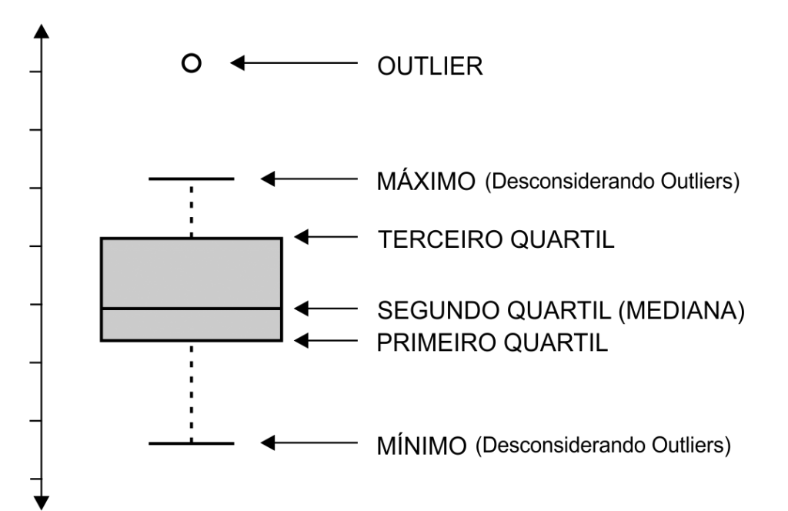 OUTLIER
MÁXIMO (Desconsiderando Outliers)
TERCEIRO QUARTIL
SEGUNDO QUARTIL (MEDIANA)
PRIMEIRO QUARTIL
MÍNIMO (Desconsiderando Outliers)